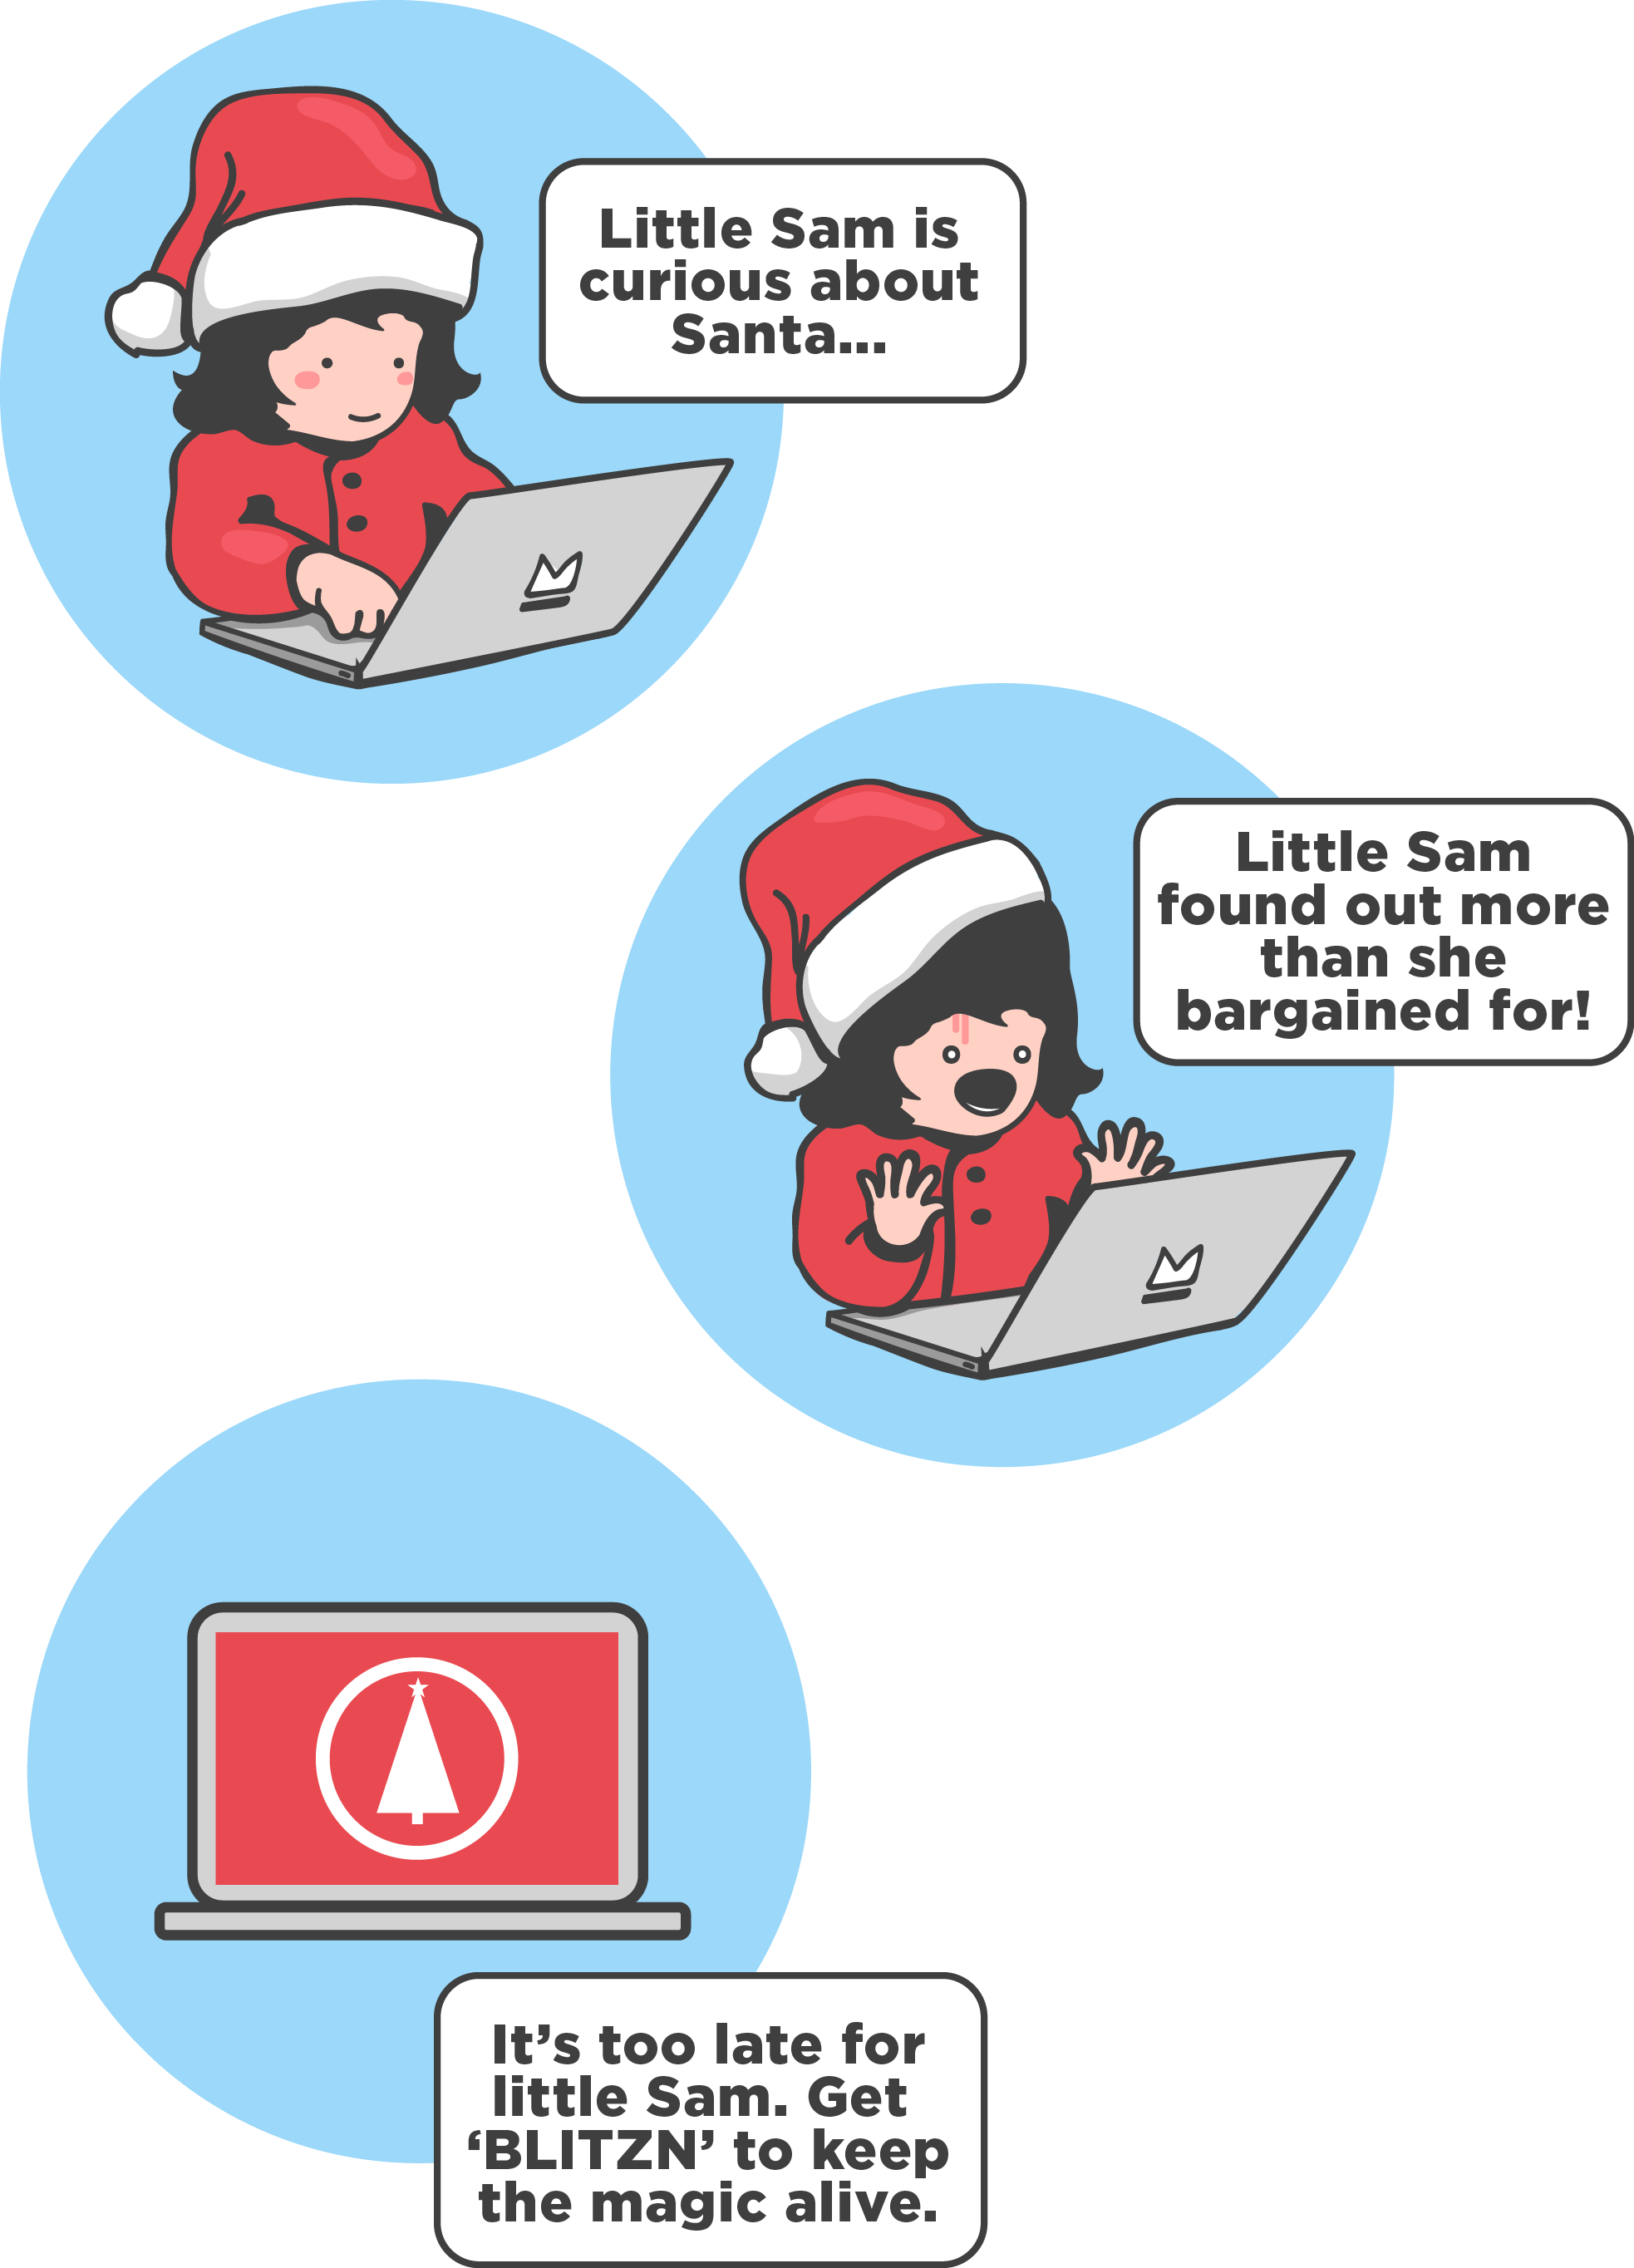 Little Sam is
curious about
Santa...
Little Sam
found out more
than she
bargained for!
It’s too late for
little Sam. Get
‘BLITZN’ to keep
the magic alive.